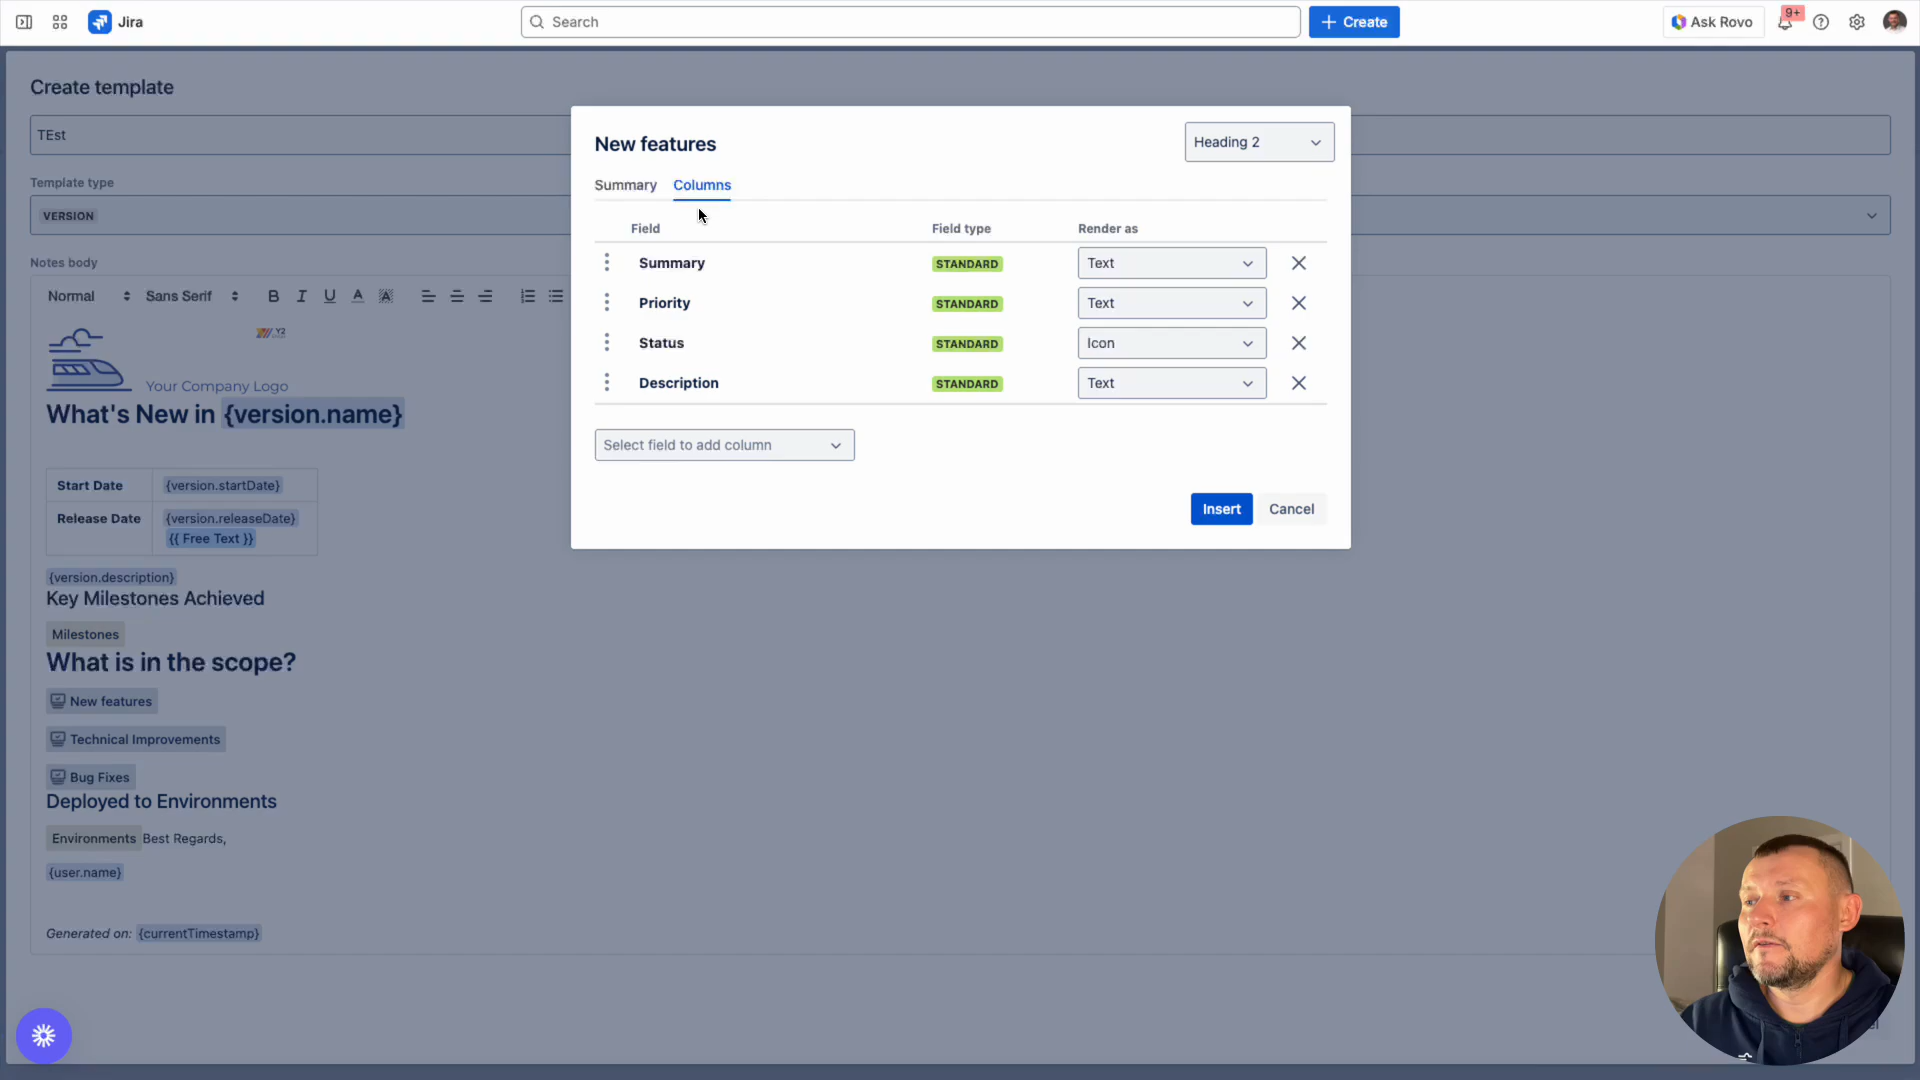 Jira
Search
Create
Ask Rovo
9+
Create template
TEst
Template type
VERSION
Notes body
Normal
Sans Serif
B I U A A
Y2
Your Company Logo
What's New in {version.name}
Start Date {version.startDate}
Release Date {version.releaseDate}
{{ Free Text }}
{version.description}
Key Milestones Achieved
Milestones
What is in the scope?
New features
Technical Improvements
Bug Fixes
Deployed to Environments
Environments Best Regards,
{user.name}
Generated on: {currentTimestamp}
New features
Heading 2
Summary Columns
Field Field type Render as
Summary STANDARD Text
Priority STANDARD Text
Status STANDARD Icon
Description STANDARD Text
Select field to add column
Insert Cancel